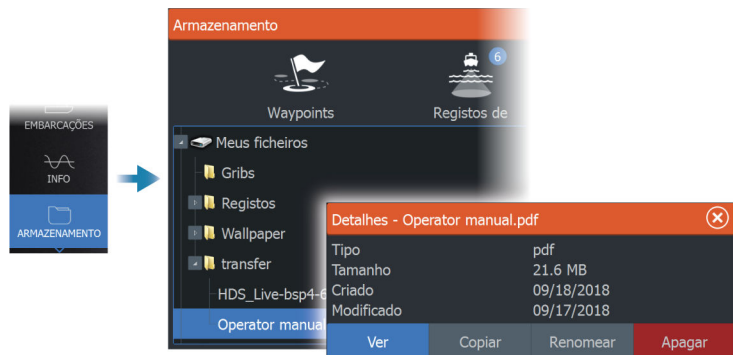 EMBARCAÇÕES
INFO
ARMAZENAMENTO
Armazenamento
6
Waypoints
Registos de
Meus ficheiros
Gribs
Registos
Wallpaper
transfer
HDS_Live-bsp4-6
Operator manual
Detalhes - Operator manual.pdf
Tipo pdf
Tamanho 21.6 MB
Criado 09/18/2018
Modificado 09/17/2018
Ver Copiar Renomear Apagar